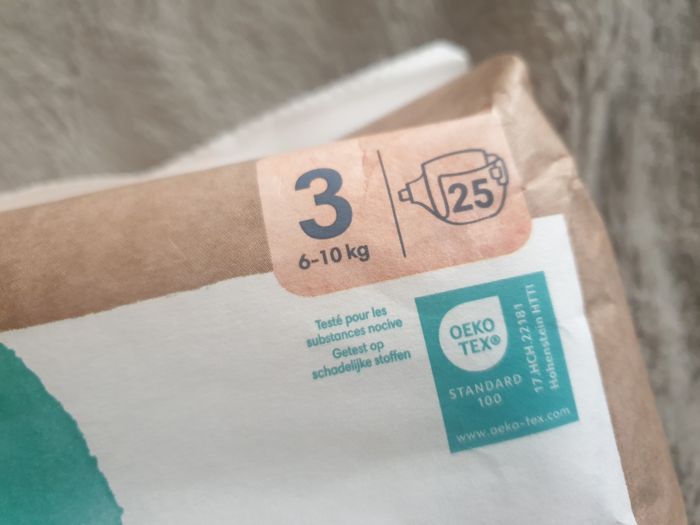 3
6-10 kg
25
Testé pour les
substances nocive
Getest op
schadelijke stoffen
OEKO
TEX®
STANDARD
100
17.HCH.22181
Hohenstein HTTI
www.oeko-tex.com